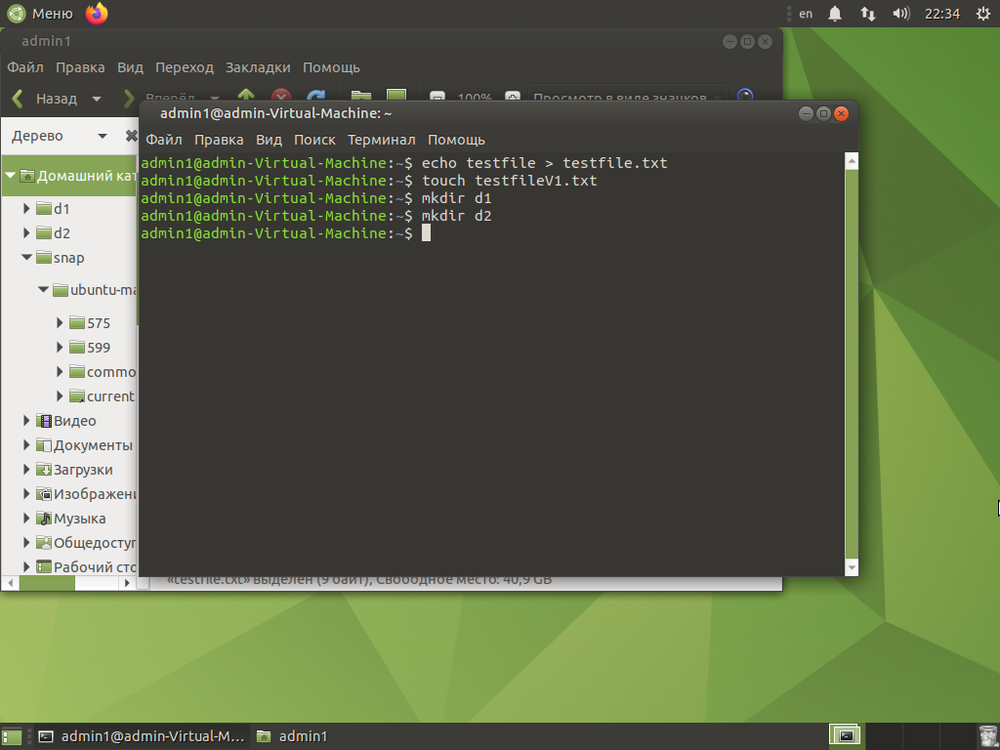 Меню
en
22:34
admin1
Файл Правка Вид Переход Закладки Помощь
Назад Вперёд 100% Просмотр в виде значков
admin1@admin-Virtual-Machine: ~
Файл Правка Вид Поиск Терминал Помощь
admin1@admin-Virtual-Machine:~$ echo testfile > testfile.txt
admin1@admin-Virtual-Machine:~$ touch testfileV1.txt
admin1@admin-Virtual-Machine:~$ mkdir d1
admin1@admin-Virtual-Machine:~$ mkdir d2
admin1@admin-Virtual-Machine:~$
Дерево
Домашний кат
d1
d2
snap
ubuntu-ma
575
599
commo
current
Видео
Документы
Загрузки
Изображени
Музыка
Общедоступ
Рабочий сто
«testfile.txt» выделен (9 байт), Свободное место: 40,9 GB
admin1@admin-Virtual-M...
admin1